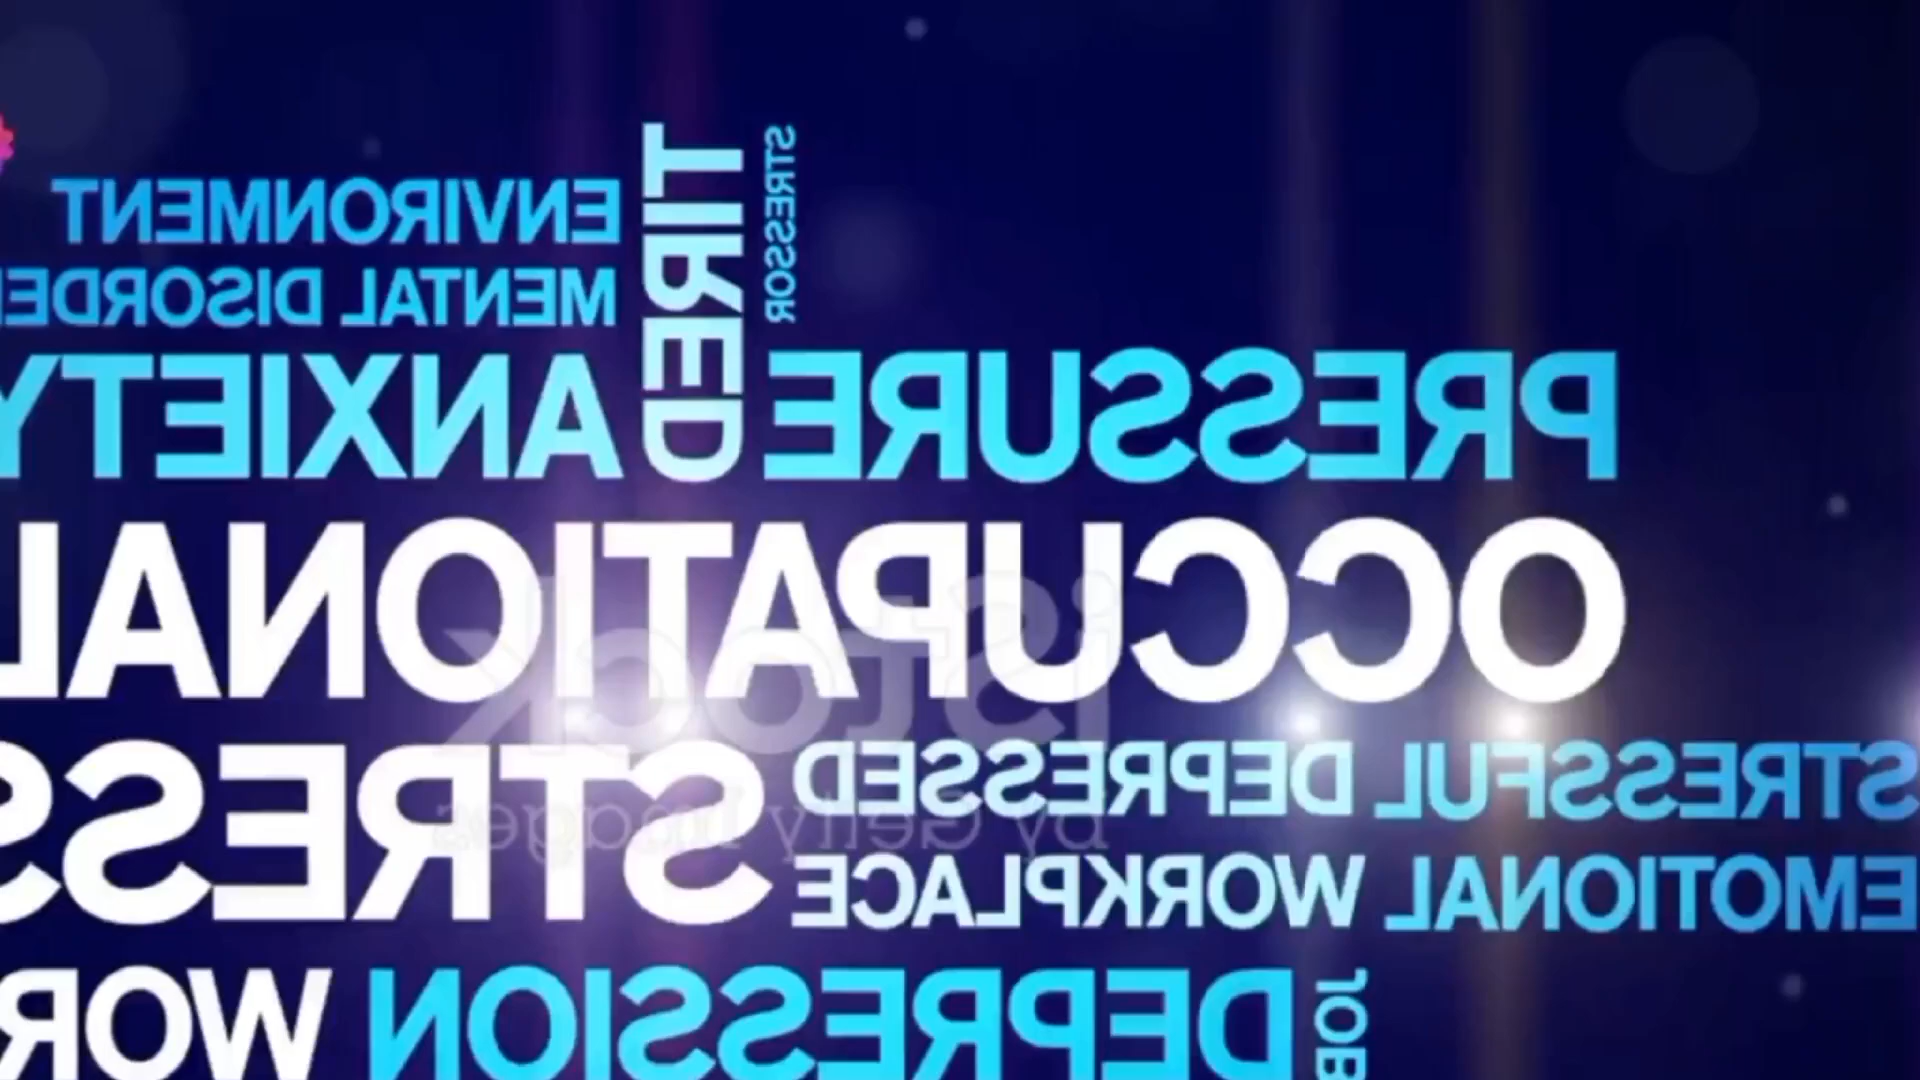 ENVIRONMENT
TIRED
STRESSOR
MENTAL DISORDE
PRESSURE
ANXIETY
OCCUPATIONAL
iStock
STRESS
STRESSFUL DEPRESSED
by Getty Images
EMOTIONAL WORKPLACE
JOB
DEPRESSION
WOR